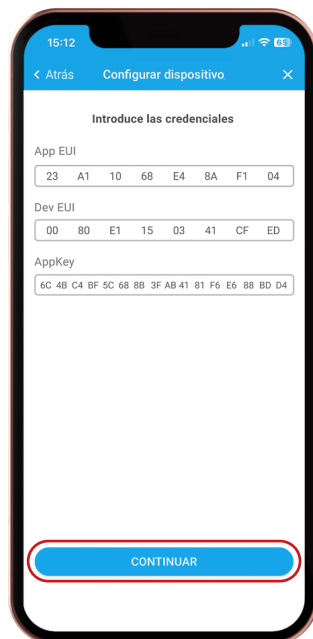 15:12 65
Atrás Configurar dispositivo
Introduce las credenciales
App EUI
23 A1 10 68 E4 8A F1 04
Dev EUI
00 80 E1 15 03 41 CF ED
AppKey
6C 4B C4 BF 5C 68 8B 3F AB 41 81 F6 E6 88 BD D4
CONTINUAR